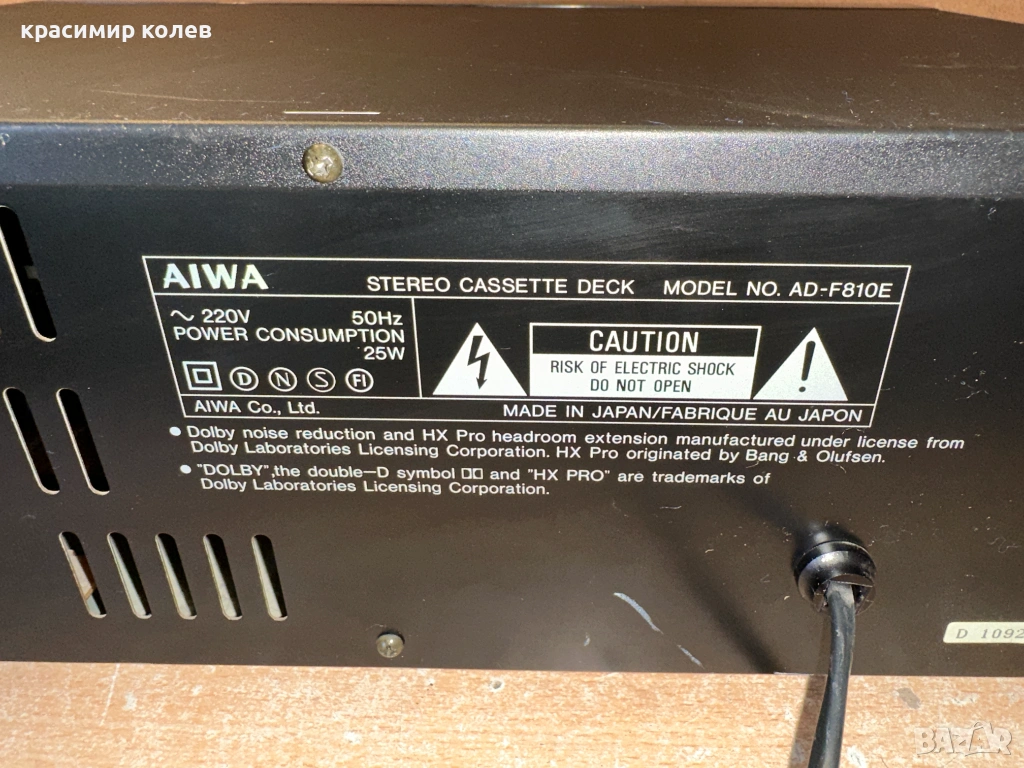 красимир колев
AIWA STEREO CASSETTE DECK MODEL NO. AD-F810E
~ 220V 50Hz
POWER CONSUMPTION
25W
D N S FI
CAUTION
RISK OF ELECTRIC SHOCK
DO NOT OPEN
AIWA Co., Ltd. MADE IN JAPAN/FABRIQUE AU JAPON
• Dolby noise reduction and HX Pro headroom extension manufactured under license from
Dolby Laboratories Licensing Corporation. HX Pro originated by Bang & Olufsen.
• "DOLBY",the double-D symbol and "HX PRO" are trademarks of
Dolby Laboratories Licensing Corporation.
D 1092
BAZAR